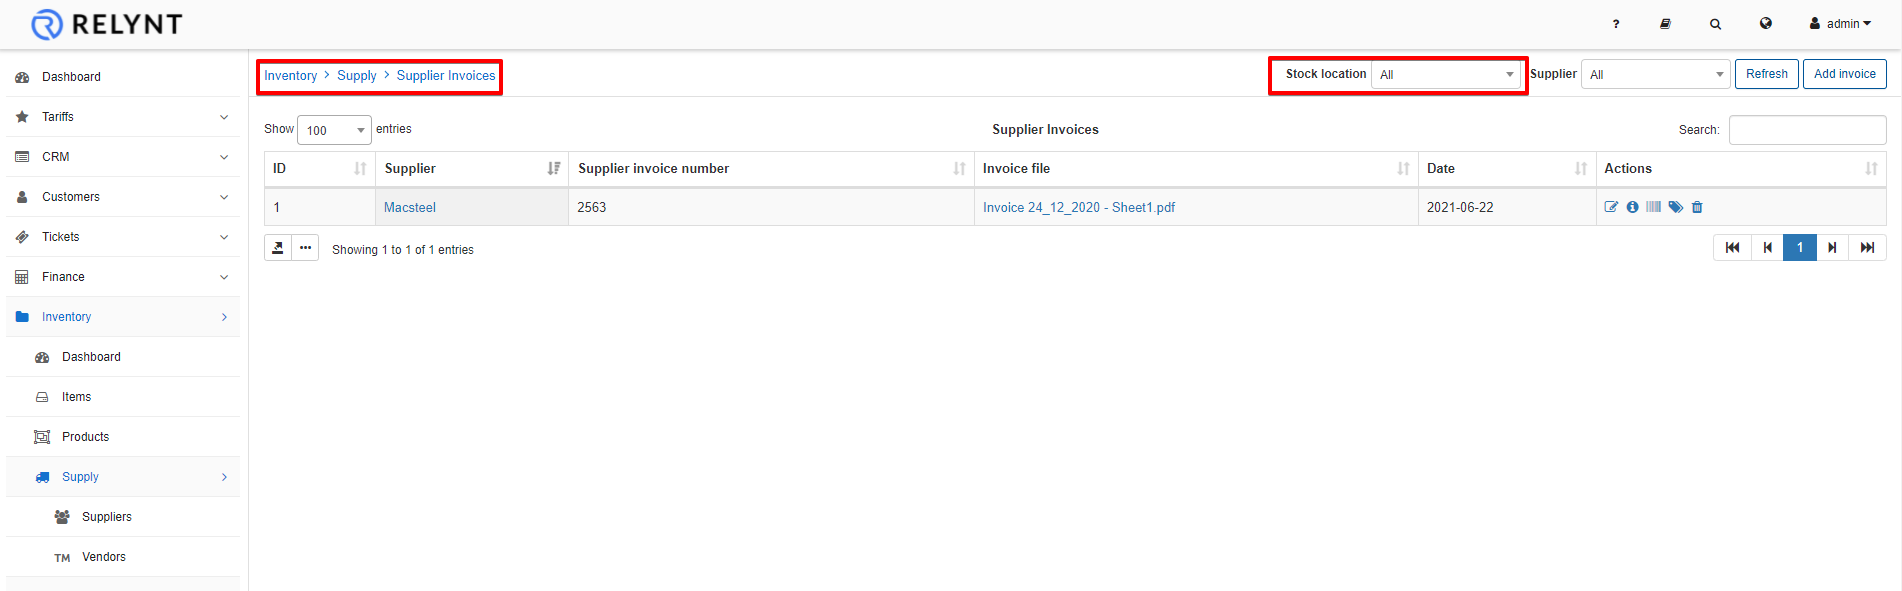 RELYNT
? admin
Dashboard
Tariffs
CRM
Customers
Tickets
Finance
Inventory
Dashboard
Items
Products
Supply
Suppliers
TM Vendors
Inventory > Supply > Supplier Invoices
Stock location All Supplier All Refresh Add invoice
Show 100 entries
Supplier Invoices
Search:
ID Supplier Supplier invoice number Invoice file Date Actions
1 Macsteel 2563 Invoice 24_12_2020 - Sheet1.pdf 2021-06-22
Showing 1 to 1 of 1 entries
1